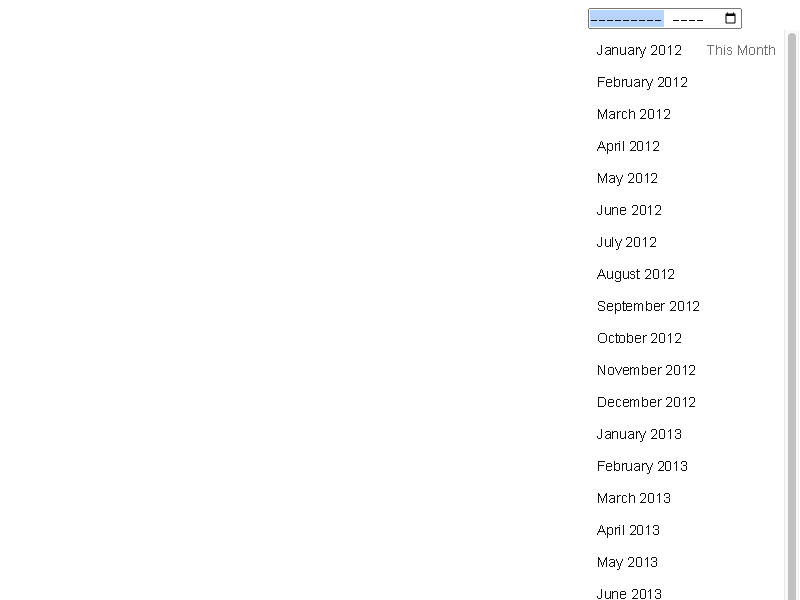 --------- ----
January 2012 This Month
February 2012
March 2012
April 2012
May 2012
June 2012
July 2012
August 2012
September 2012
October 2012
November 2012
December 2012
January 2013
February 2013
March 2013
April 2013
May 2013
June 2013